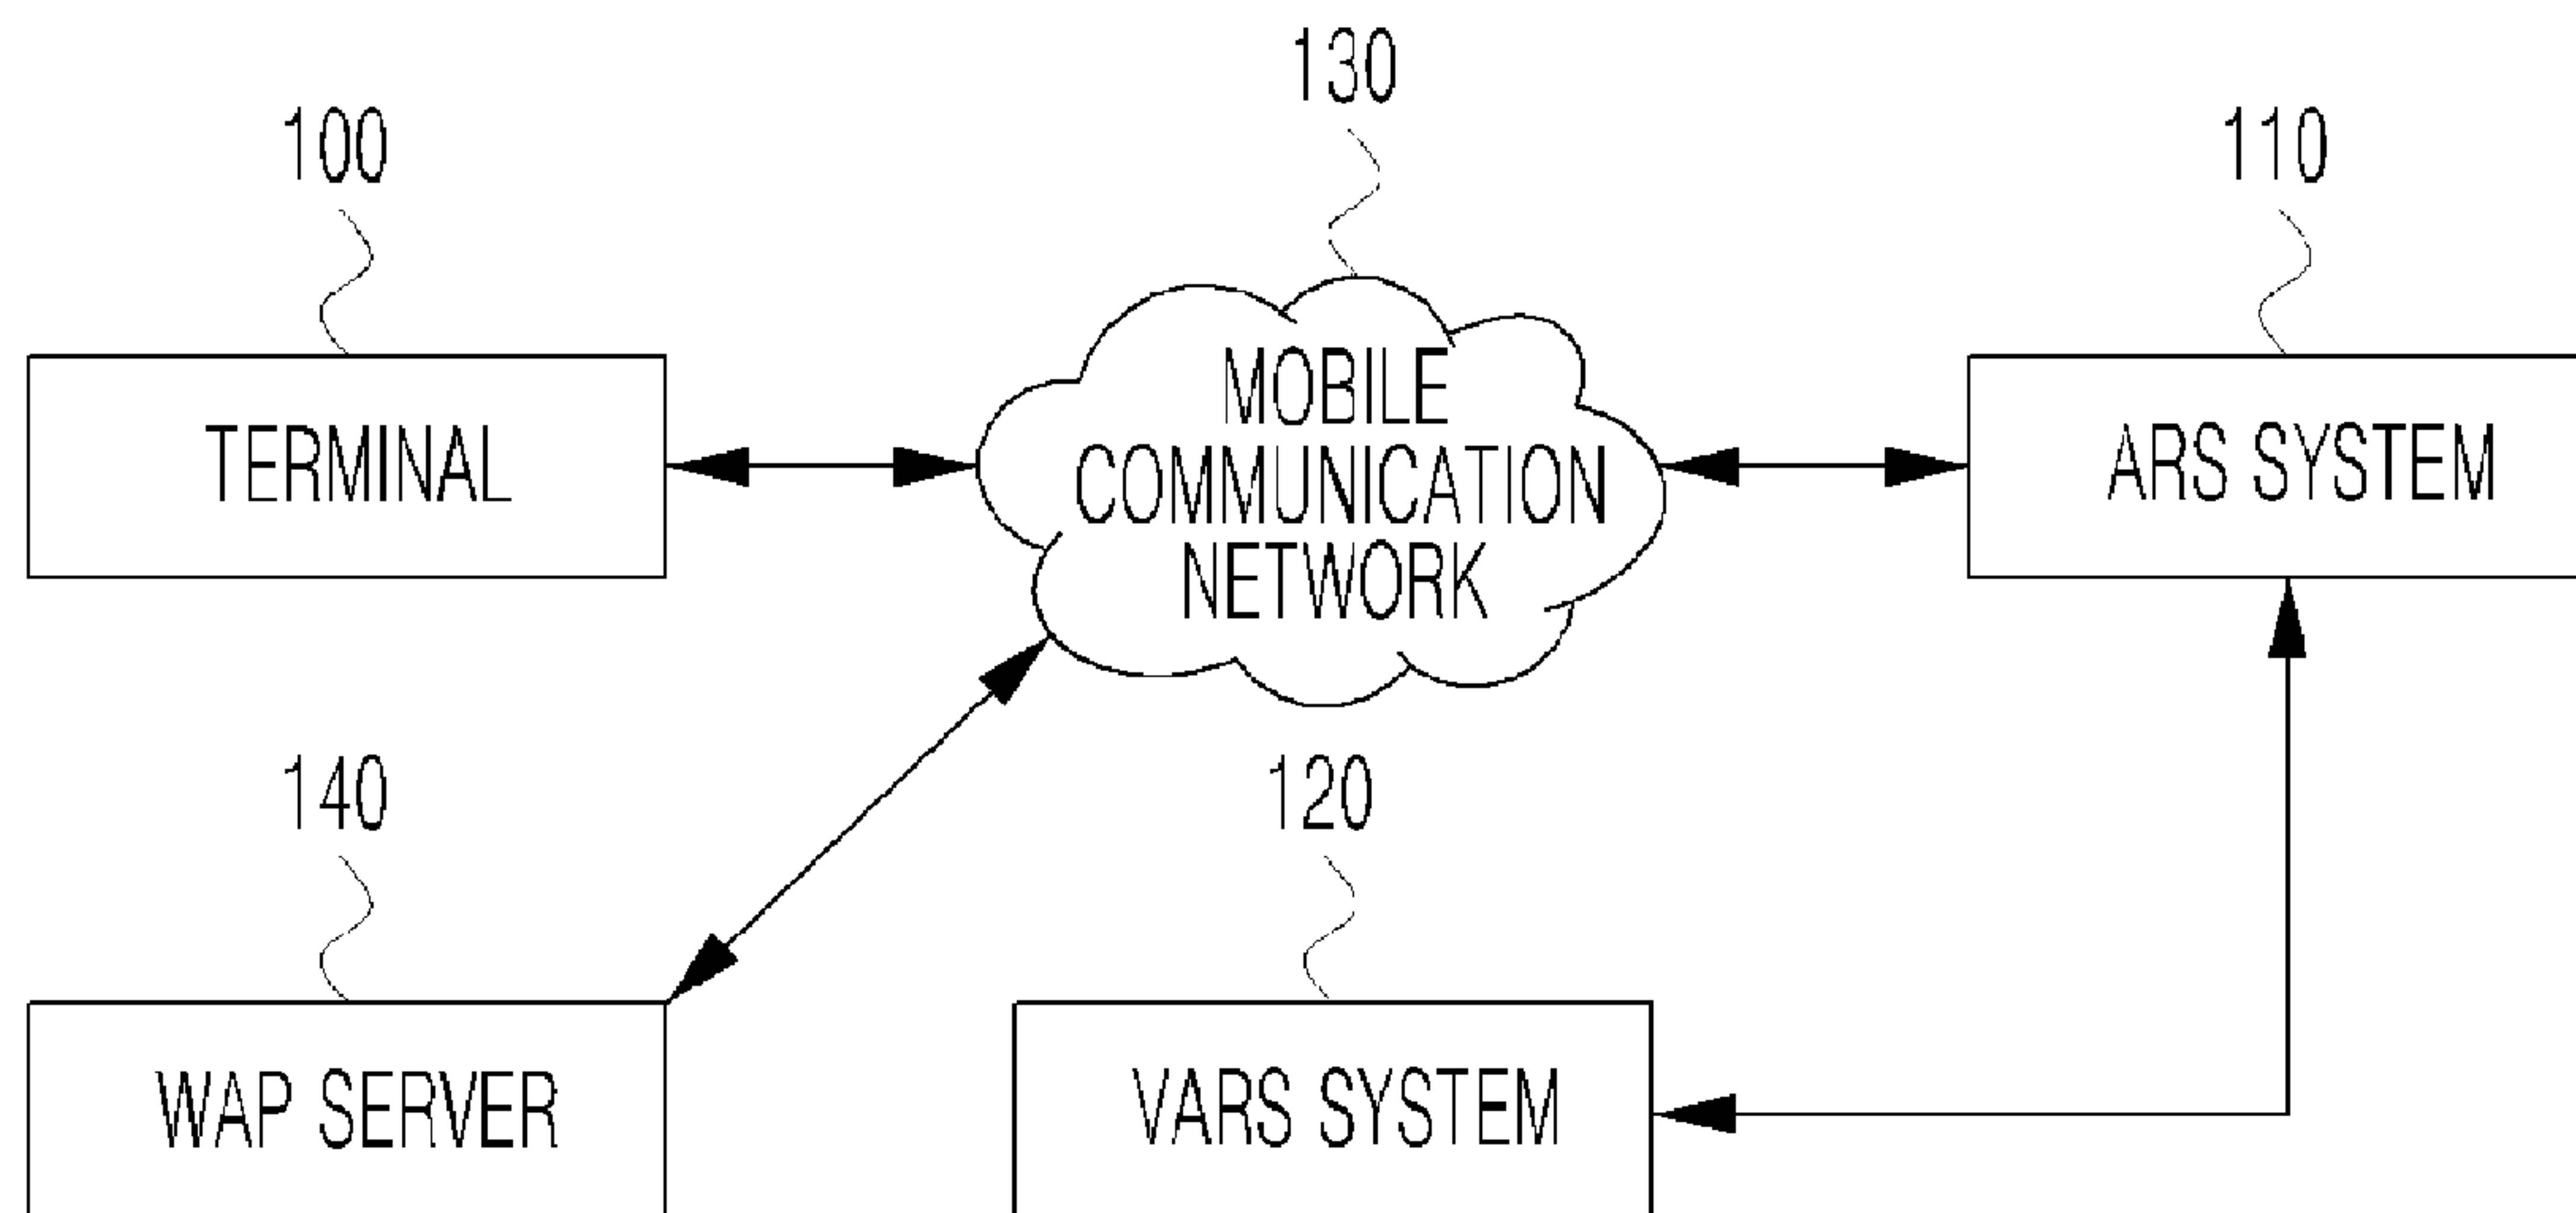 130
100
110
MOBILE
COMMUNICATION
NETWORK
TERMINAL
ARS SYSTEM
140
120
WAP SERVER
VARS SYSTEM